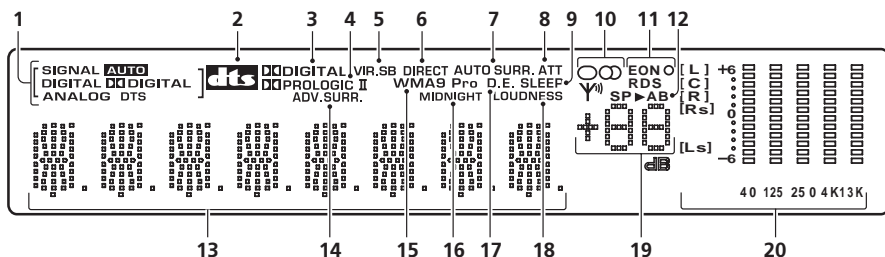 1 2 3 4 5 6 7 8 9 10 11 12
SIGNAL AUTO dts DIGITAL VIR.SB DIRECT AUTO SURR. ATT EON [L] +6
DIGITAL DIGITAL PROLOGIC II WMA9 Pro D.E. SLEEP RDS [C]
ANALOG DTS ADV.SURR. MIDNIGHT LOUDNESS SP ►AB [R]
[Rs] 0
+88
[Ls] -6
dB
40 125 250 4K 13K
13 14 15 16 17 18 19 20